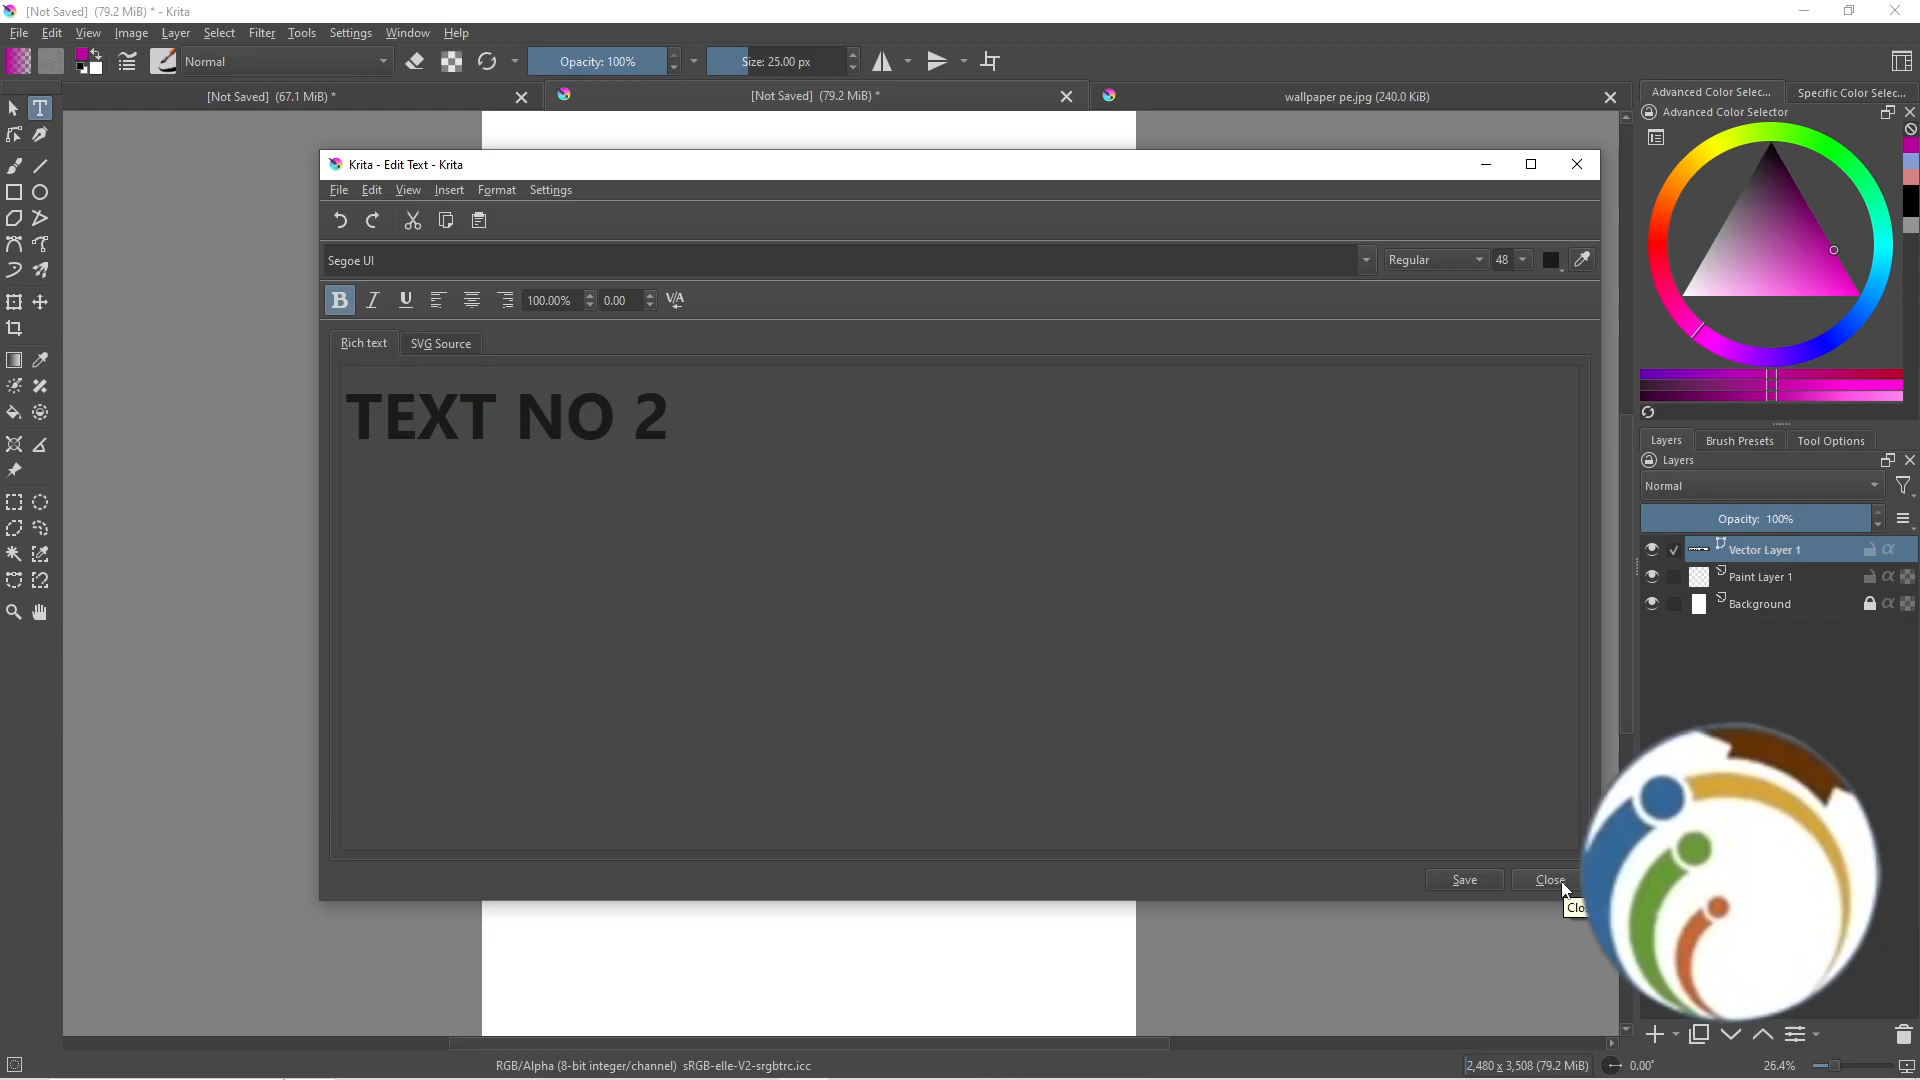 [Not Saved] (79.2 MiB) * - Krita
File Edit View Image Layer Select Filter Tools Settings Window Help
Normal Opacity: 100% Size: 25.00 px
[Not Saved] (67.1 MiB) * [Not Saved] (79.2 MiB) * wallpaper pe.jpg (240.0 KiB)
Advanced Color Selec... Specific Color Selec...
Advanced Color Selector
Krita - Edit Text - Krita
File Edit View Insert Format Settings
Segoe UI Regular 48
B I U 100.00% 0.00
Rich text SVG Source
TEXT NO 2
Save Close
Layers Brush Presets Tool Options
Layers
Normal
Opacity: 100%
Vector Layer 1
Paint Layer 1
Background
RGB/Alpha (8-bit integer/channel) sRGB-elle-V2-srgbtrc.icc 2,480 x 3,508 (79.2 MiB) 0.00° 26.4%